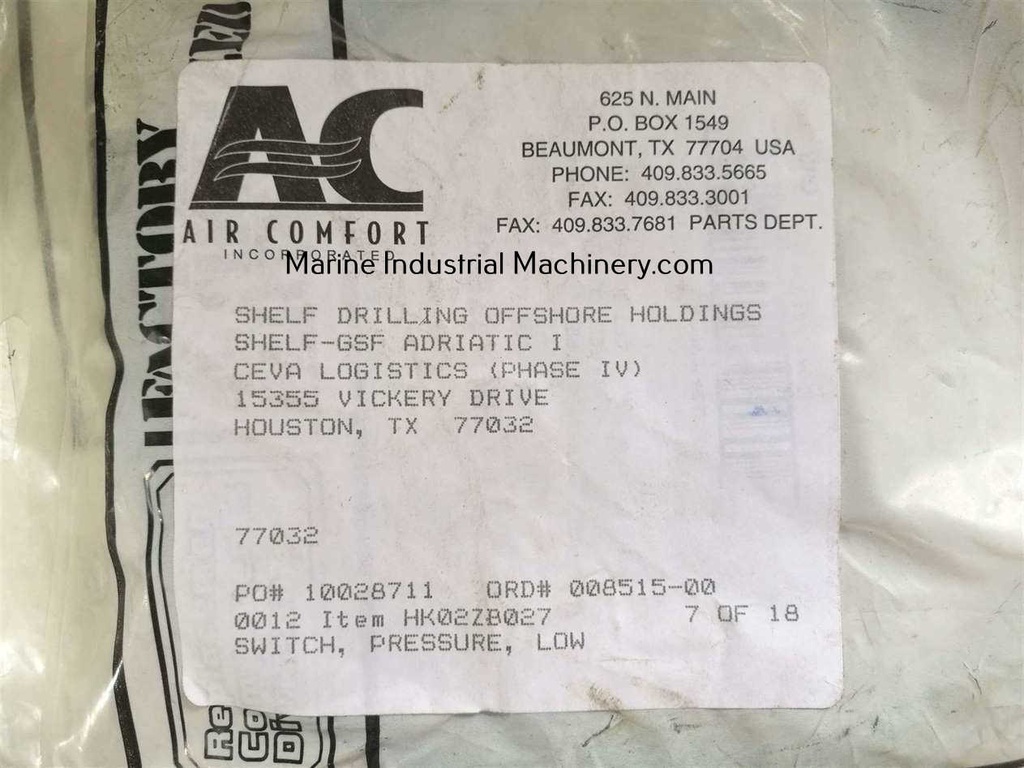 AC
AIR COMFORT
INCORPORATED
625 N. MAIN
P.O. BOX 1549
BEAUMONT, TX 77704 USA
PHONE: 409.833.5665
FAX: 409.833.3001
FAX: 409.833.7681 PARTS DEPT.
Marine Industrial Machinery.com
SHELF DRILLING OFFSHORE HOLDINGS
SHELF-GSF ADRIATIC I
CEVA LOGISTICS (PHASE IV)
15355 VICKERY DRIVE
HOUSTON, TX 77032
77032
PO# 10028711 ORD# 008515-00
0012 Item HK02ZB027 7 OF 18
SWITCH, PRESSURE, LOW
FACTORY